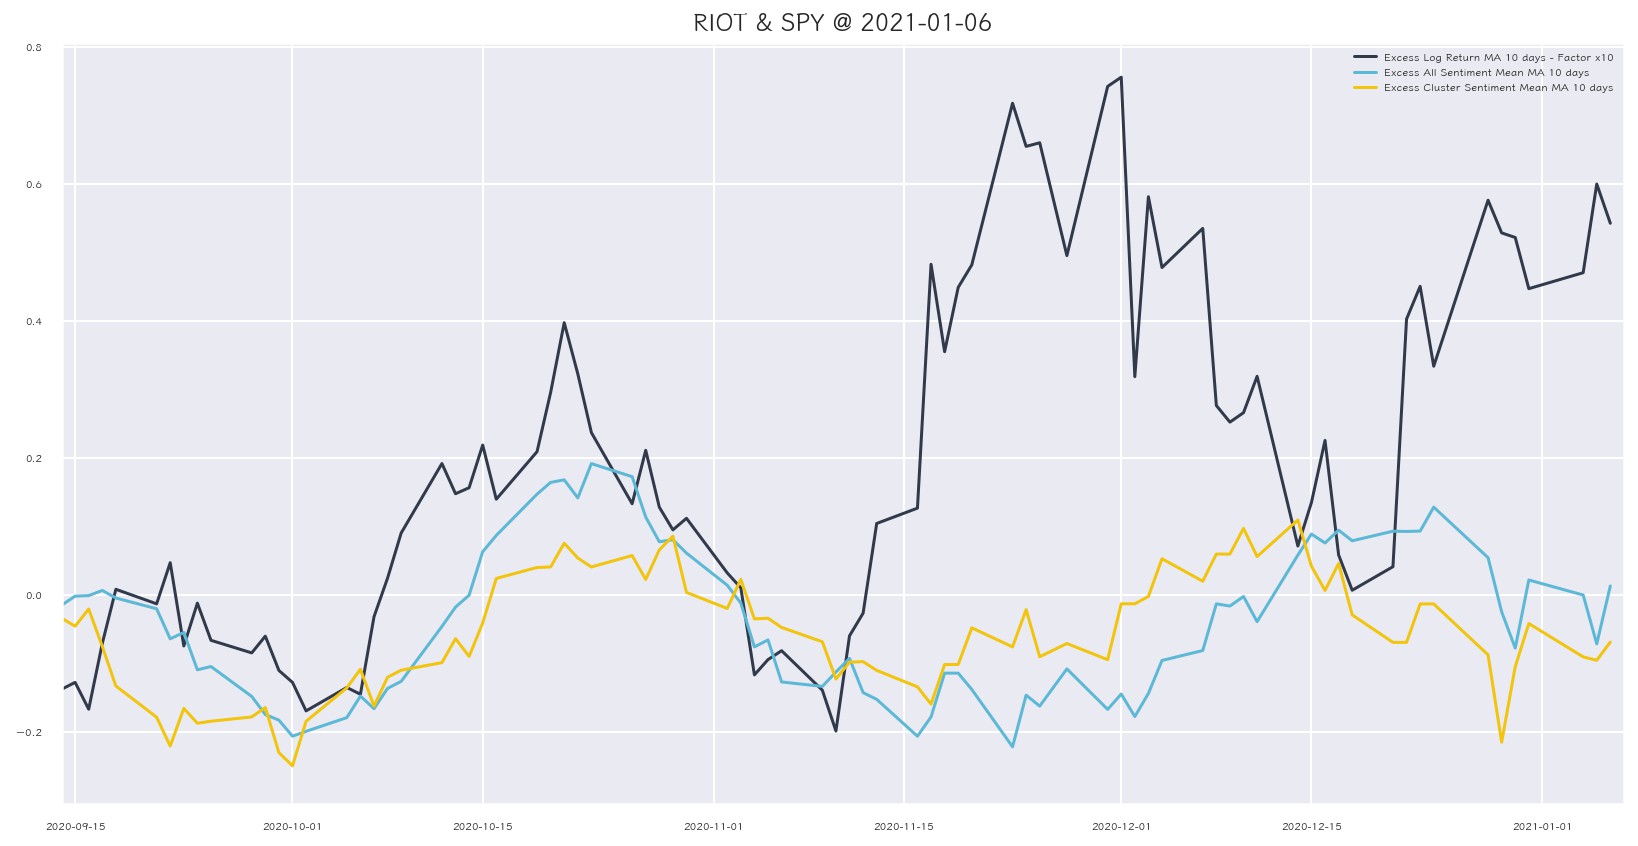 RIOT & SPY @ 2021-01-06
0.8
0.6
0.4
0.2
0.0
−0.2
Excess Log Return MA 10 days - Factor x10
Excess All Sentiment Mean MA 10 days
Excess Cluster Sentiment Mean MA 10 days
2020-09-15 2020-10-01 2020-10-15 2020-11-01 2020-11-15 2020-12-01 2020-12-15 2021-01-01